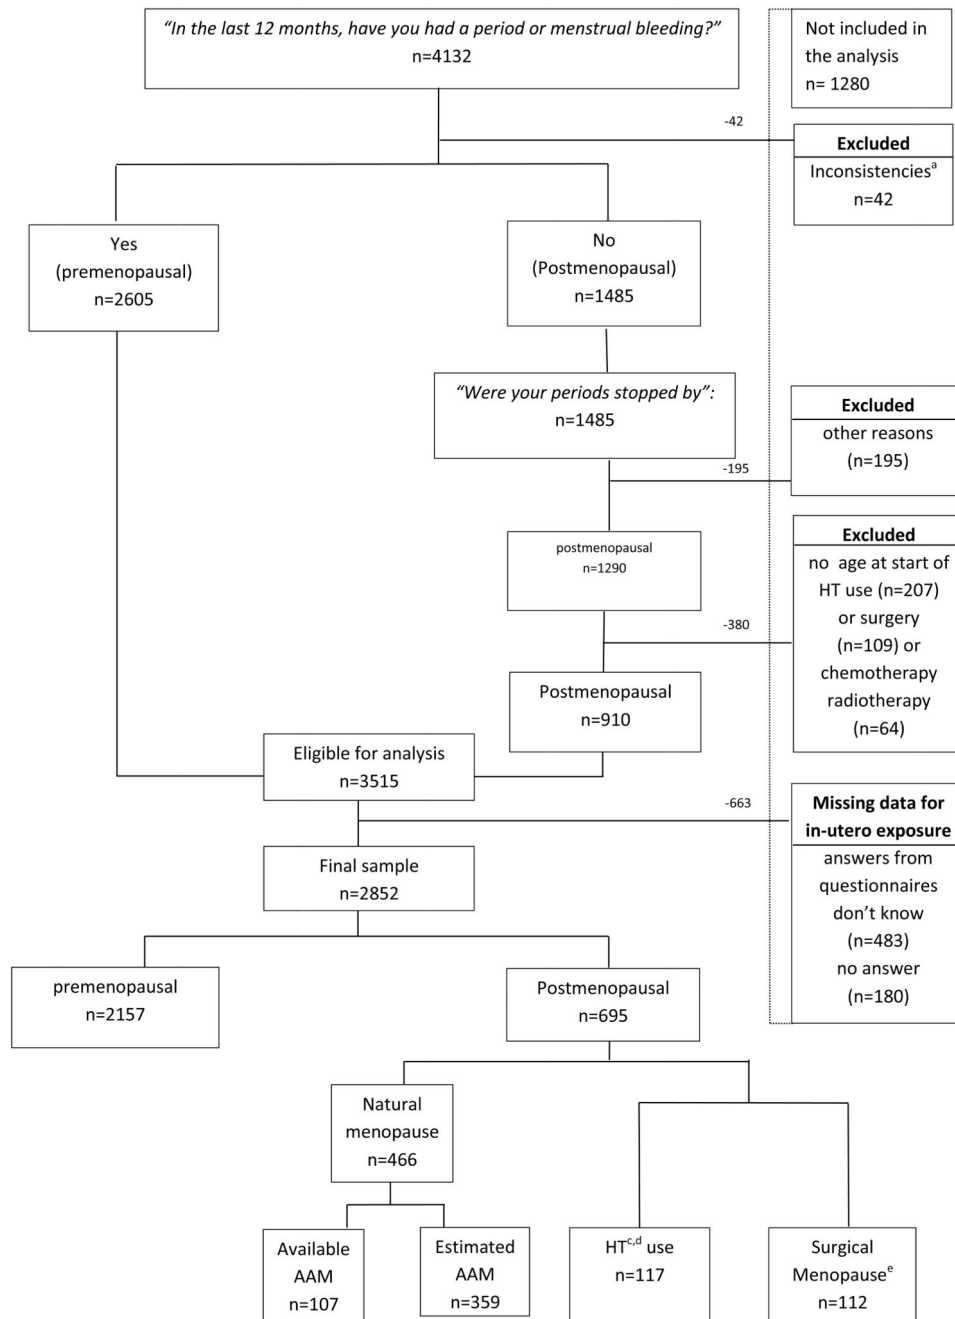 “In the last 12 months, have you had a period or menstrual bleeding?”
n=4132
Not included in
the analysis
n= 1280
-42
Excluded
Inconsistenciesa
n=42
Yes
(premenopausal)
n=2605
No
(Postmenopausal)
n=1485
“Were your periods stopped by”:
n=1485
Excluded
other reasons
(n=195)
-195
postmenopausal
n=1290
Excluded
no age at start of
HT use (n=207)
or surgery
(n=109) or
chemotherapy
radiotherapy
(n=64)
-380
Postmenopausal
n=910
Eligible for analysis
n=3515
-663
Missing data for
in-utero exposure
answers from
questionnaires
don’t know
(n=483)
no answer
(n=180)
Final sample
n=2852
premenopausal
n=2157
Postmenopausal
n=695
Natural
menopause
n=466
Available
AAM
n=107
Estimated
AAM
n=359
HTc,d use
n=117
Surgical
Menopausee
n=112